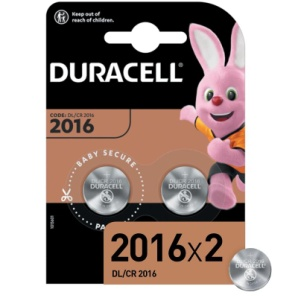 Keep out of
reach of children.
DURACELL
CODE: DL/CR 2016
2016
BABY SECURE
DURACELL
DURACELL
2016x2
DL/CR 2016